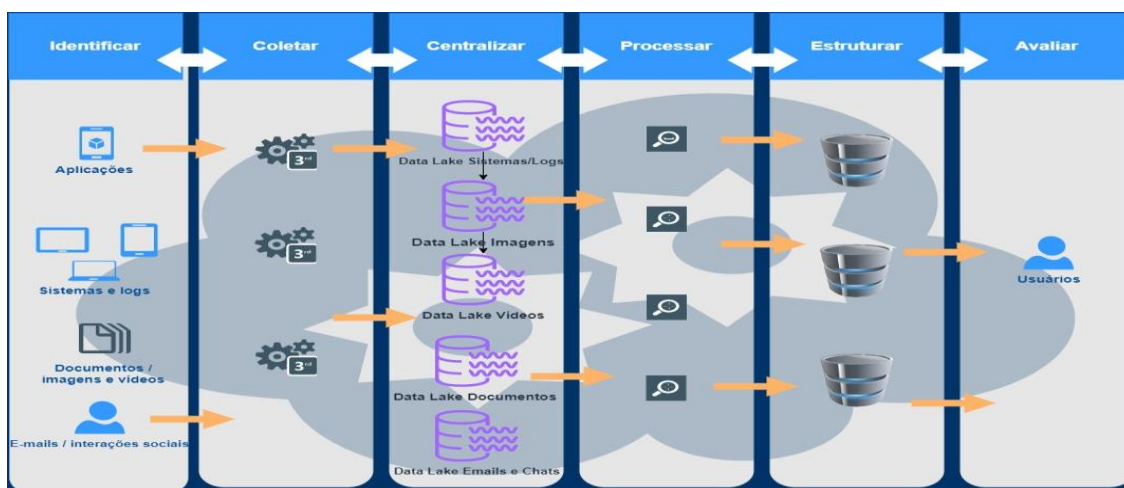 Identificar
Coletar
Centralizar
Processar
Estruturar
Avaliar
Aplicações
Sistemas e logs
Documentos /
imagens e vídeos
E-mails / interações sociais
3rd
3rd
3rd
Data Lake Sistemas/Logs
Data Lake Imagens
Data Lake Vídeos
Data Lake Documentos
Data Lake Emails e Chats
Usuários